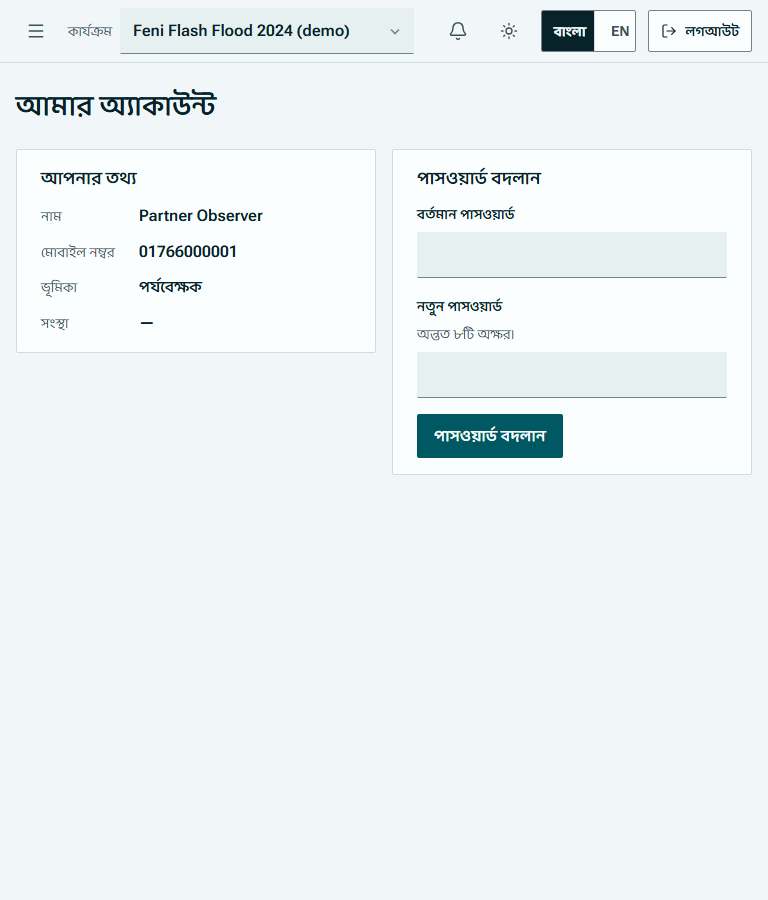 কার্যক্রম
Feni Flash Flood 2024 (demo)
বাংলা
EN
লগআউট
আমার অ্যাকাউন্ট
আপনার তথ্য
নাম
Partner Observer
মোবাইল নম্বর
01766000001
ভূমিকা
পর্যবেক্ষক
সংস্থা
—
পাসওয়ার্ড বদলান
বর্তমান পাসওয়ার্ড
নতুন পাসওয়ার্ড
অন্তত ৮টি অক্ষর।
পাসওয়ার্ড বদলান